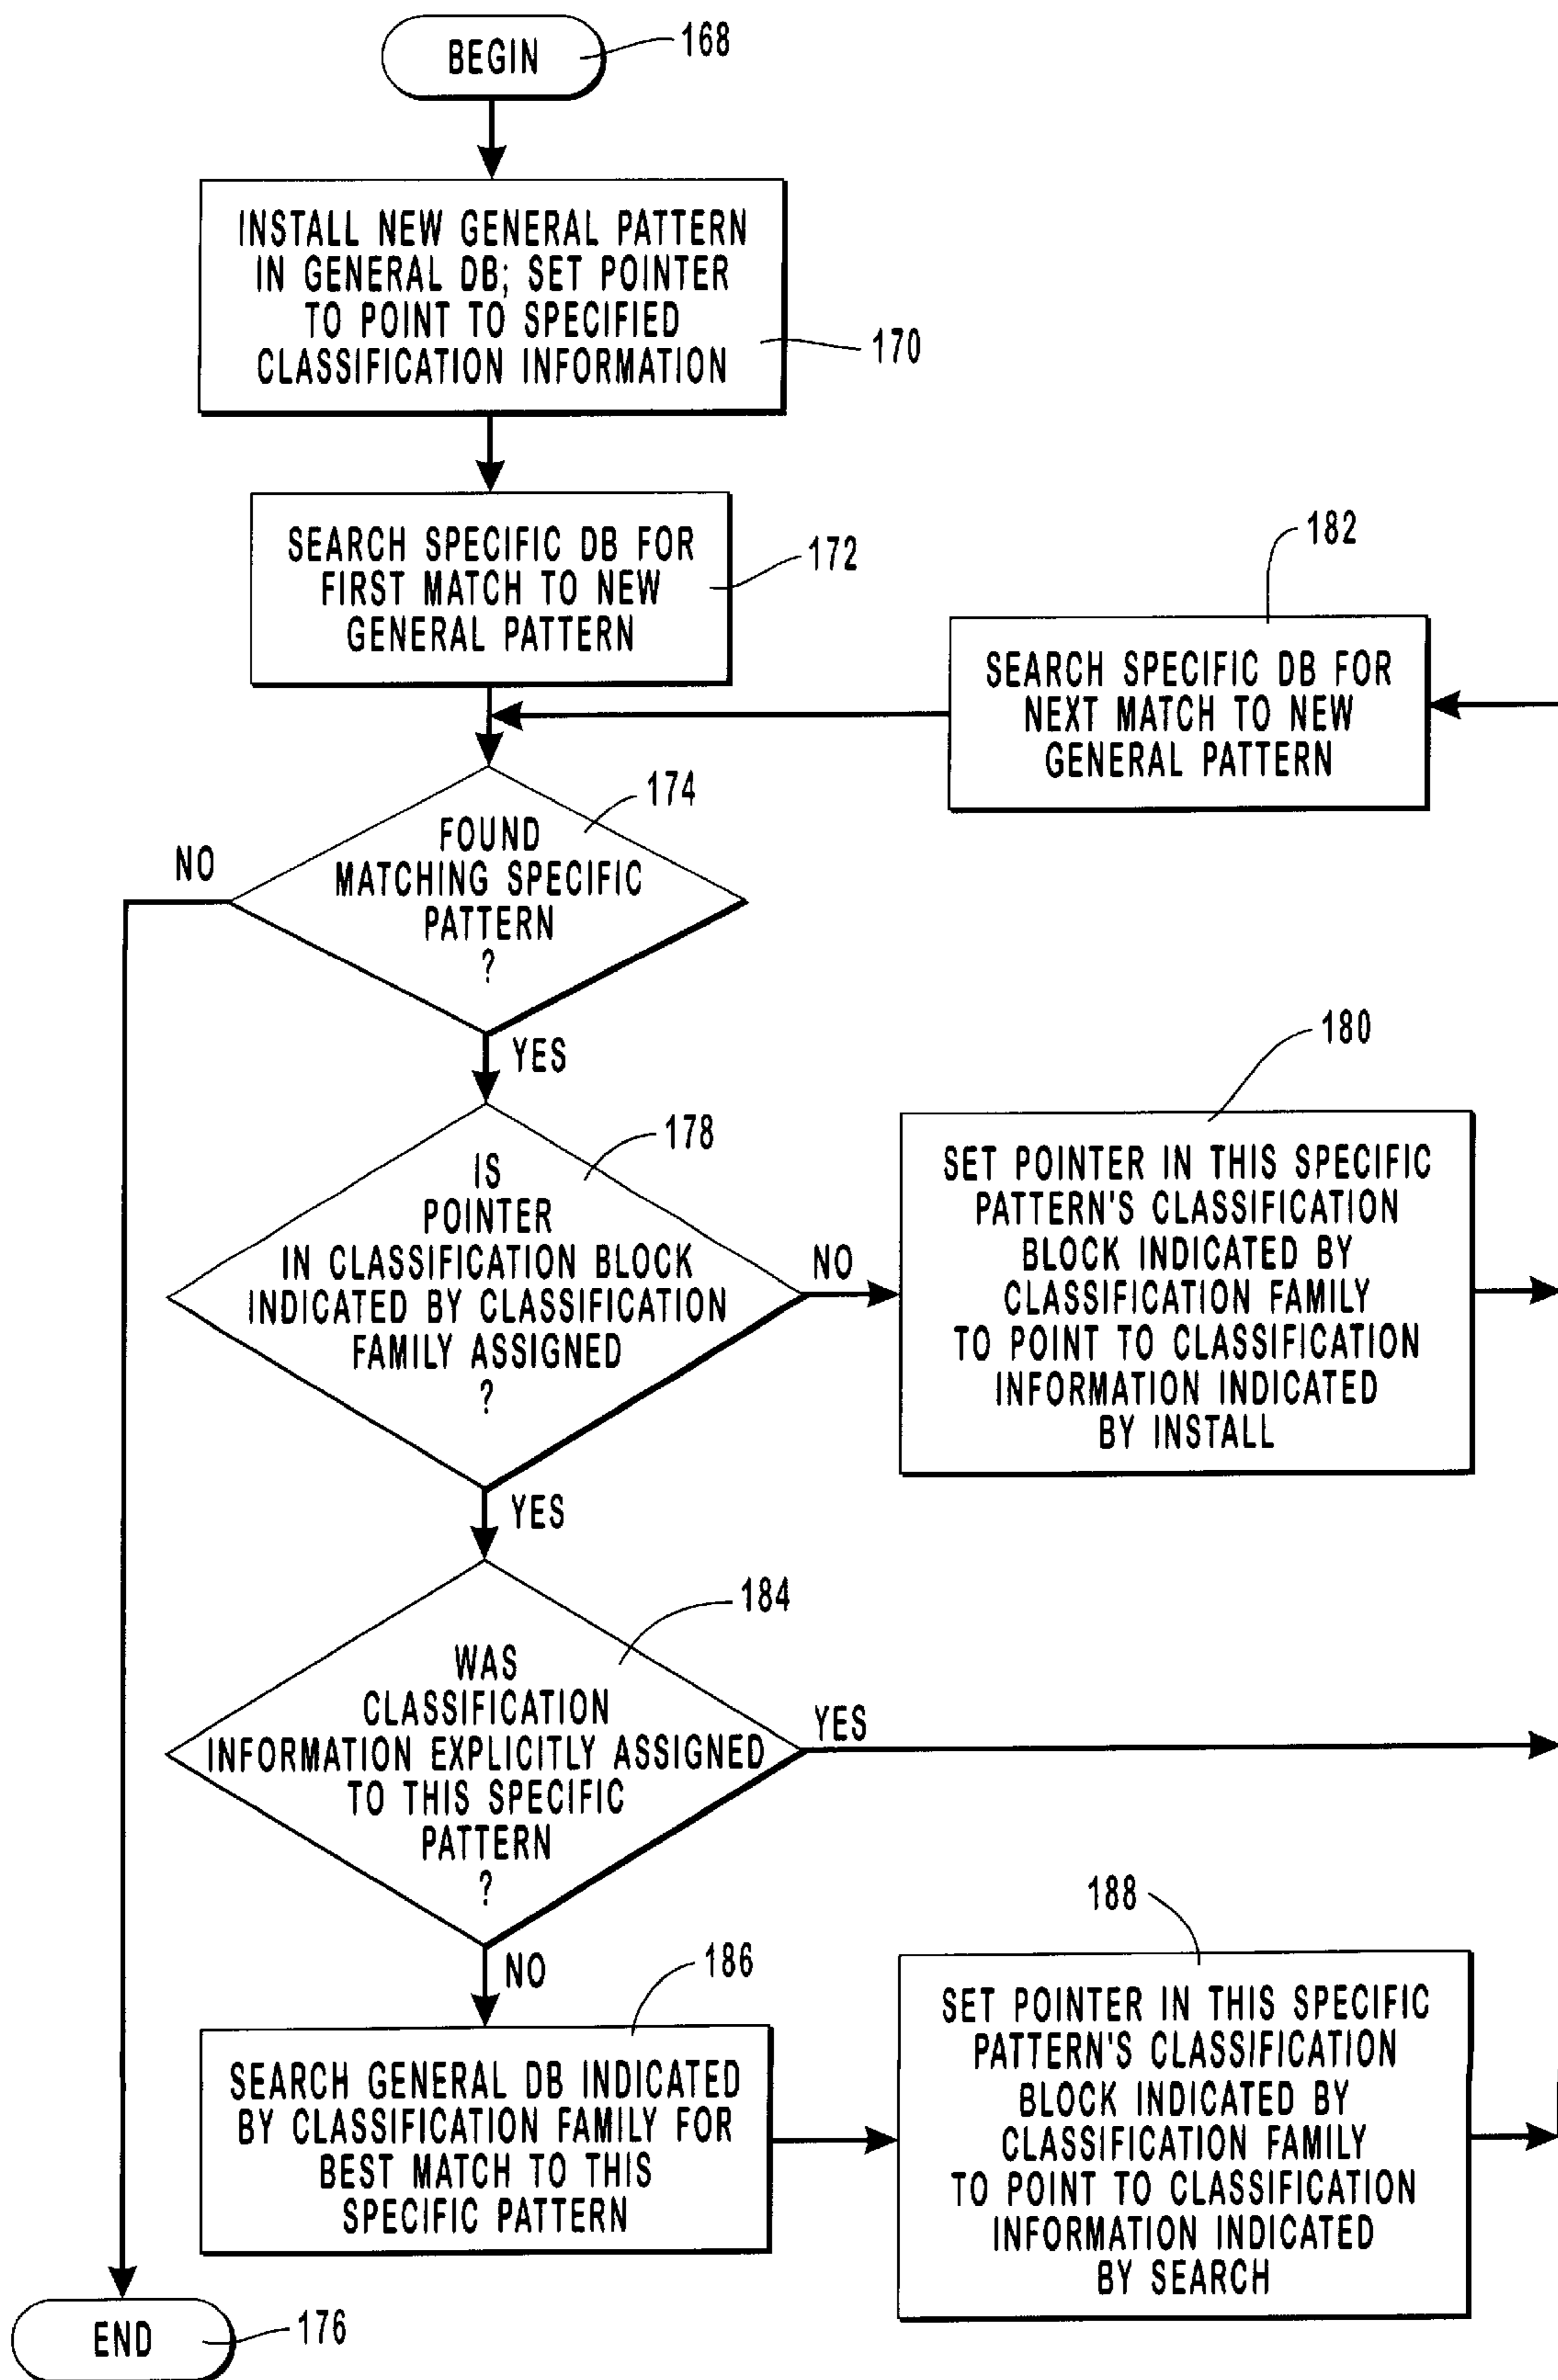 BEGIN
168
INSTALL NEW GENERAL PATTERN
IN GENERAL DB; SET POINTER
TO POINT TO SPECIFIED
CLASSIFICATION INFORMATION
170
SEARCH SPECIFIC DB FOR
FIRST MATCH TO NEW
GENERAL PATTERN
172
182
SEARCH SPECIFIC DB FOR
NEXT MATCH TO NEW
GENERAL PATTERN
174
FOUND
MATCHING SPECIFIC
PATTERN
?
NO
YES
178
IS
POINTER
IN CLASSIFICATION BLOCK
INDICATED BY CLASSIFICATION
FAMILY ASSIGNED
?
NO
180
SET POINTER IN THIS SPECIFIC
PATTERN'S CLASSIFICATION
BLOCK INDICATED BY
CLASSIFICATION FAMILY
TO POINT TO CLASSIFICATION
INFORMATION INDICATED
BY INSTALL
YES
184
WAS
CLASSIFICATION
INFORMATION EXPLICITLY ASSIGNED
TO THIS SPECIFIC
PATTERN
?
YES
NO
186
SEARCH GENERAL DB INDICATED
BY CLASSIFICATION FAMILY FOR
BEST MATCH TO THIS
SPECIFIC PATTERN
188
SET POINTER IN THIS SPECIFIC
PATTERN'S CLASSIFICATION
BLOCK INDICATED BY
CLASSIFICATION FAMILY
TO POINT TO CLASSIFICATION
INFORMATION INDICATED
BY SEARCH
END
176